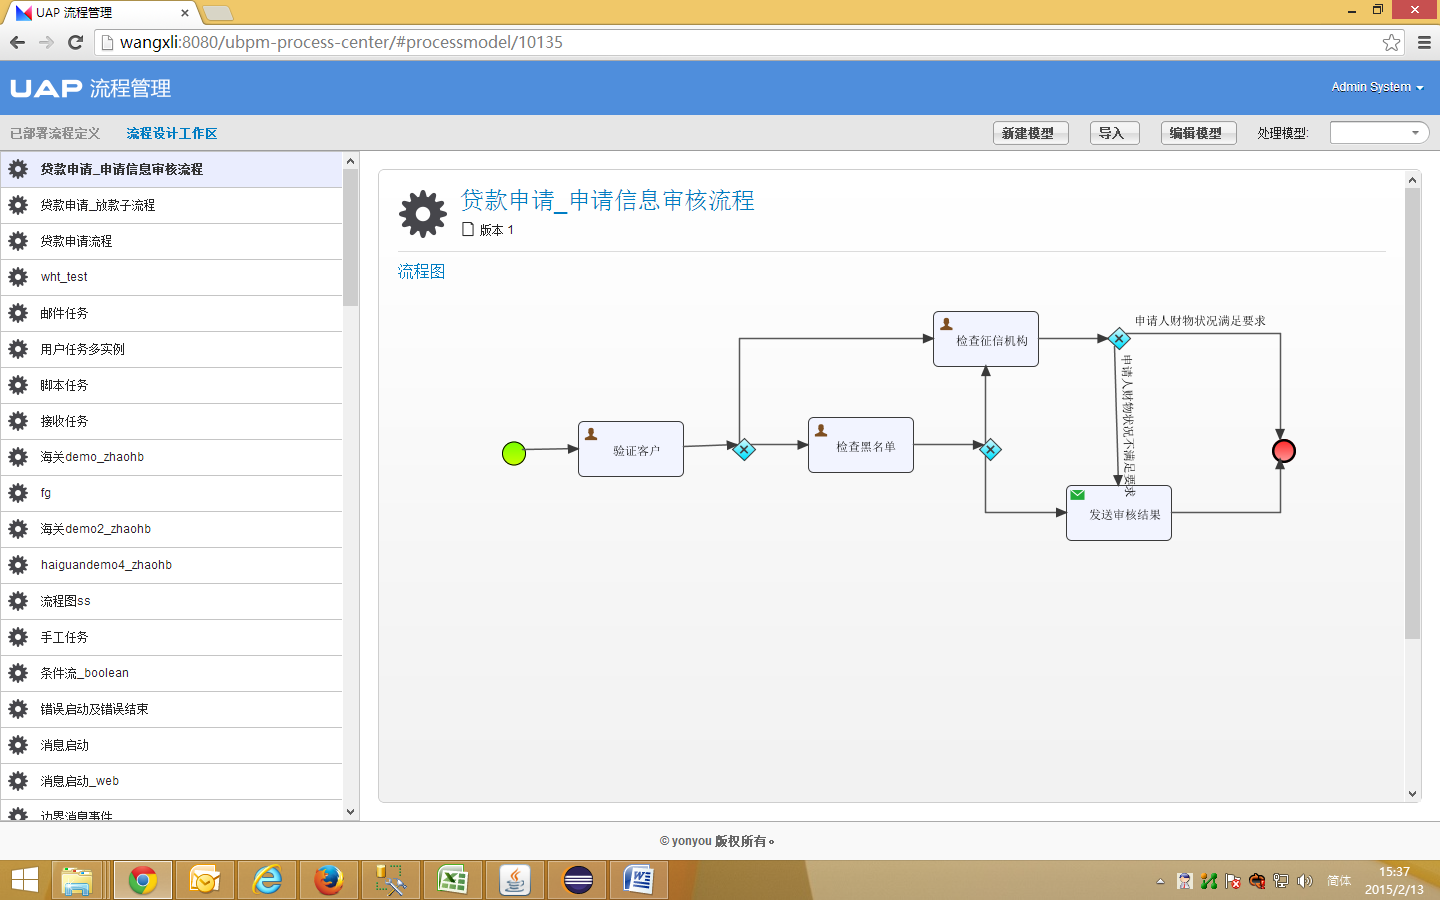 UAP 流程管理
wangxli:8080/ubpm-process-center/#processmodel/10135
UAP 流程管理
Admin System
已部署流程定义
流程设计工作区
新建模型
导入
编辑模型
处理模型:
贷款申请_申请信息审核流程
贷款申请_放款子流程
贷款申请流程
wht_test
邮件任务
用户任务多实例
脚本任务
接收任务
海关demo_zhaohb
fg
海关demo2_zhaohb
haiguandemo4_zhaohb
流程图ss
手工任务
条件流_boolean
错误启动及错误结束
消息启动
消息启动_web
边界消息事件
贷款申请_申请信息审核流程
版本 1
流程图
申请人财物状况满足要求
检查征信机构
申请人财物状况不满足要求
验证客户
检查黑名单
发送审核结果
© yonyou 版权所有。
简体
15:37
2015/2/13